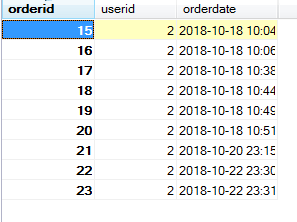 orderid userid orderdate
15 2 2018-10-18 10:04
16 2 2018-10-18 10:06
17 2 2018-10-18 10:38
18 2 2018-10-18 10:44
19 2 2018-10-18 10:49
20 2 2018-10-18 10:51
21 2 2018-10-20 23:15
22 2 2018-10-22 23:30
23 2 2018-10-22 23:31